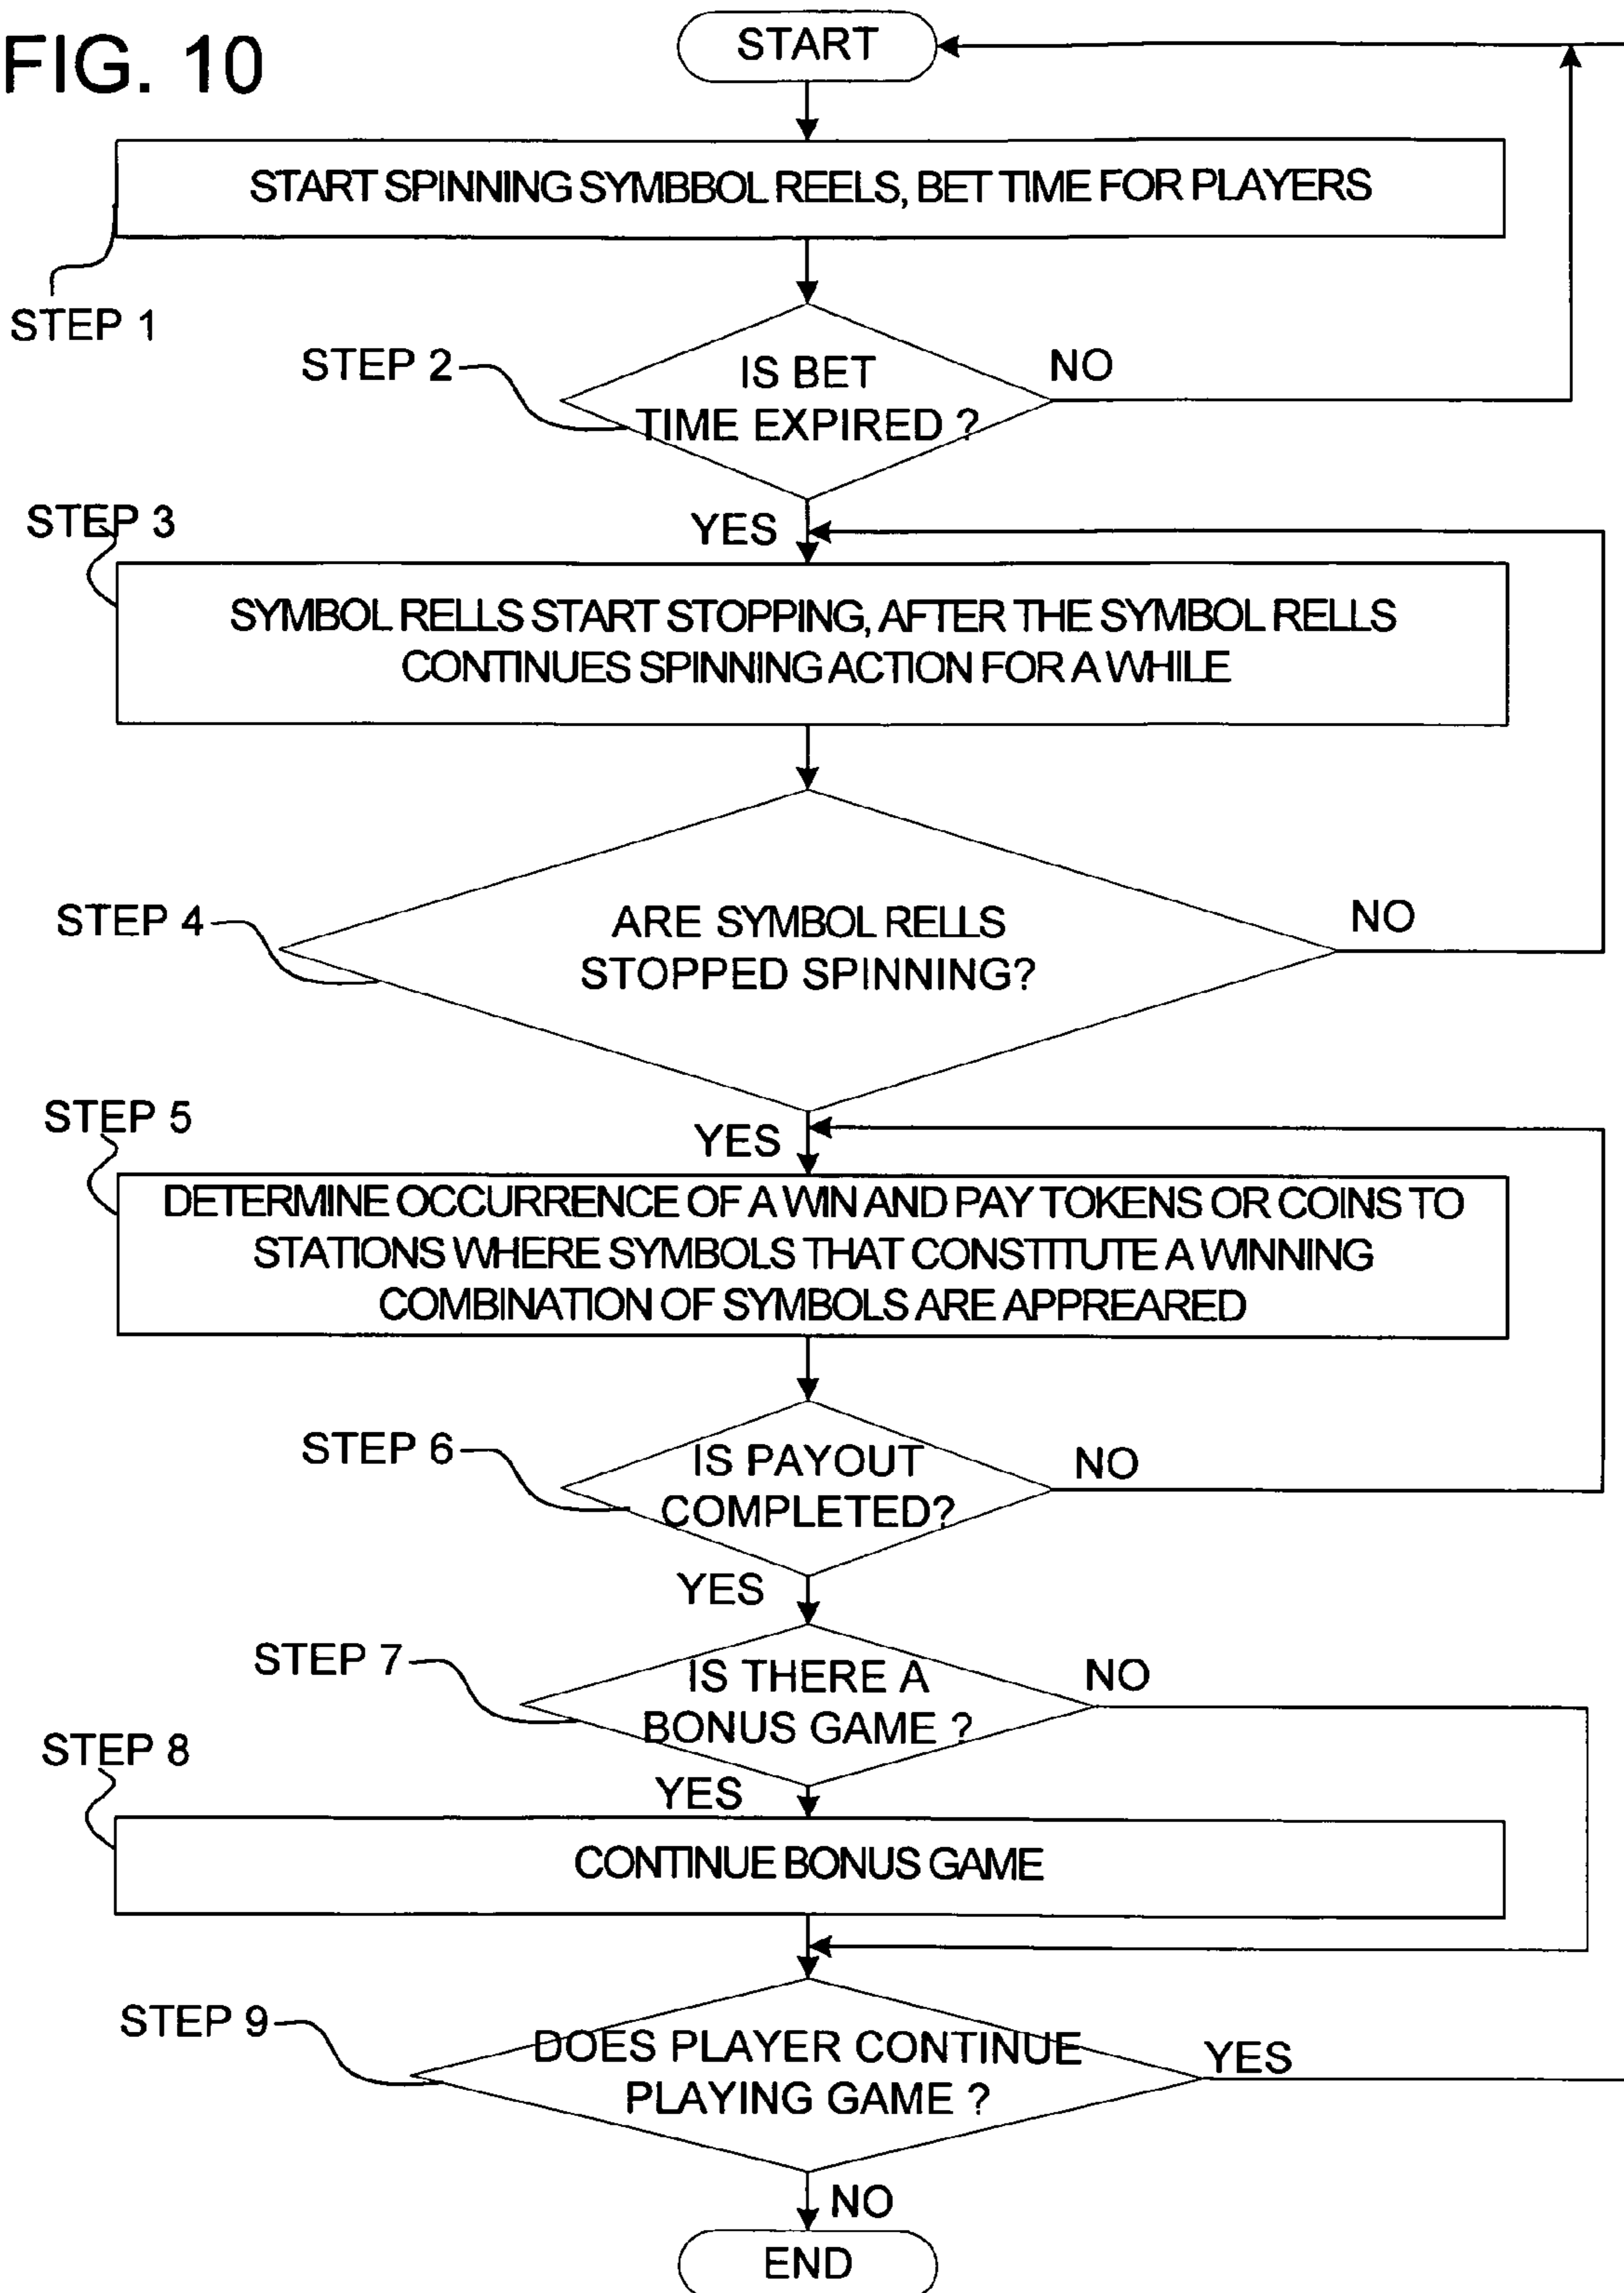 FIG. 10
START
START SPINNING SYMBBOL REELS, BET TIME FOR PLAYERS
STEP 1
STEP 2
IS BET
TIME EXPIRED ?
NO
YES
STEP 3
SYMBOL RELLS START STOPPING, AFTER THE SYMBOL RELLS
CONTINUES SPINNING ACTION FOR A WHILE
STEP 4
ARE SYMBOL RELLS
STOPPED SPINNING?
NO
YES
STEP 5
DETERMINE OCCURRENCE OF A WIN AND PAY TOKENS OR COINS TO
STATIONS WHERE SYMBOLS THAT CONSTITUTE A WINNING
COMBINATION OF SYMBOLS ARE APPREARED
STEP 6
IS PAYOUT
COMPLETED?
NO
YES
STEP 7
IS THERE A
BONUS GAME ?
NO
YES
STEP 8
CONTINUE BONUS GAME
STEP 9
DOES PLAYER CONTINUE
PLAYING GAME ?
YES
NO
END